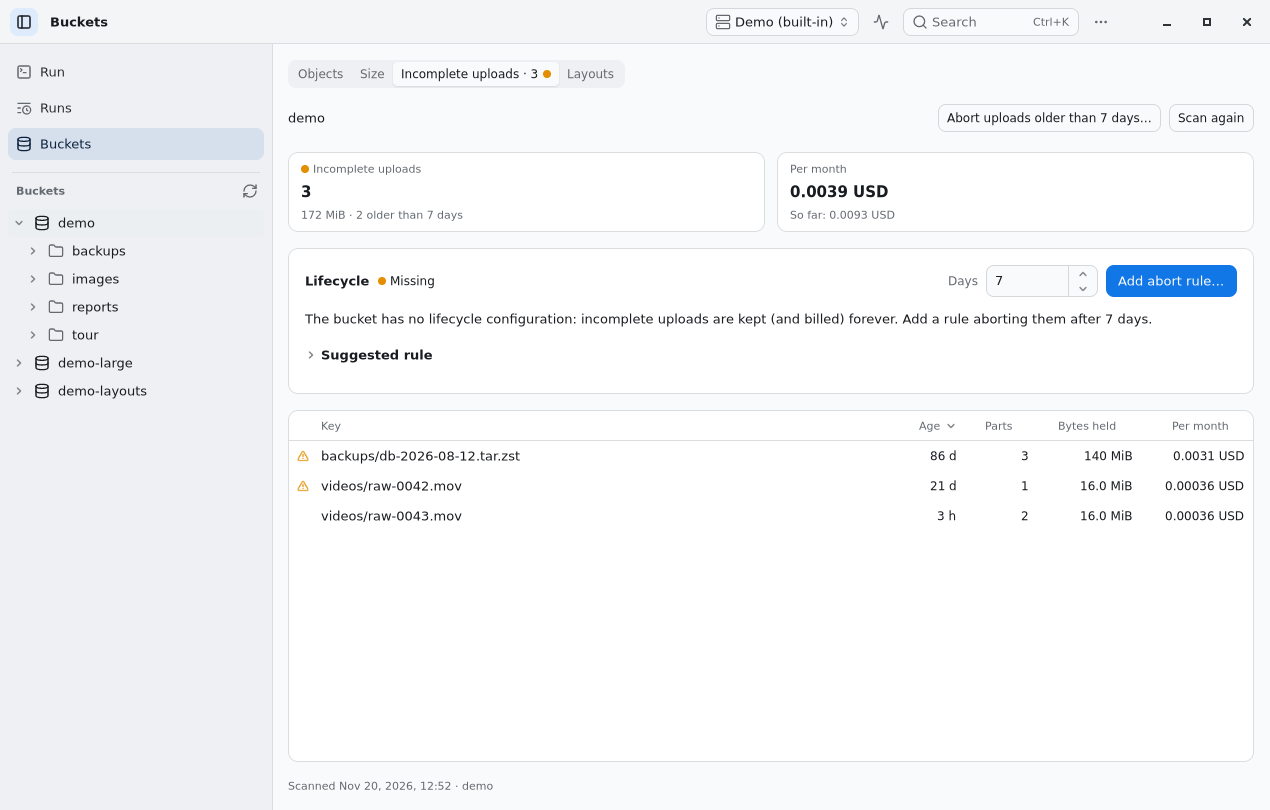 Buckets
Demo (built-in)
Search Ctrl+K
Run
Runs
Buckets
Buckets
demo
backups
images
reports
tour
demo-large
demo-layouts
Objects Size Incomplete uploads · 3 Layouts
demo
Abort uploads older than 7 days... Scan again
Incomplete uploads
3
172 MiB · 2 older than 7 days
Per month
0.0039 USD
So far: 0.0093 USD
Lifecycle Missing Days 7 Add abort rule...
The bucket has no lifecycle configuration: incomplete uploads are kept (and billed) forever. Add a rule aborting them after 7 days.
Suggested rule
Key Age Parts Bytes held Per month
backups/db-2026-08-12.tar.zst 86 d 3 140 MiB 0.0031 USD
videos/raw-0042.mov 21 d 1 16.0 MiB 0.00036 USD
videos/raw-0043.mov 3 h 2 16.0 MiB 0.00036 USD
Scanned Nov 20, 2026, 12:52 · demo